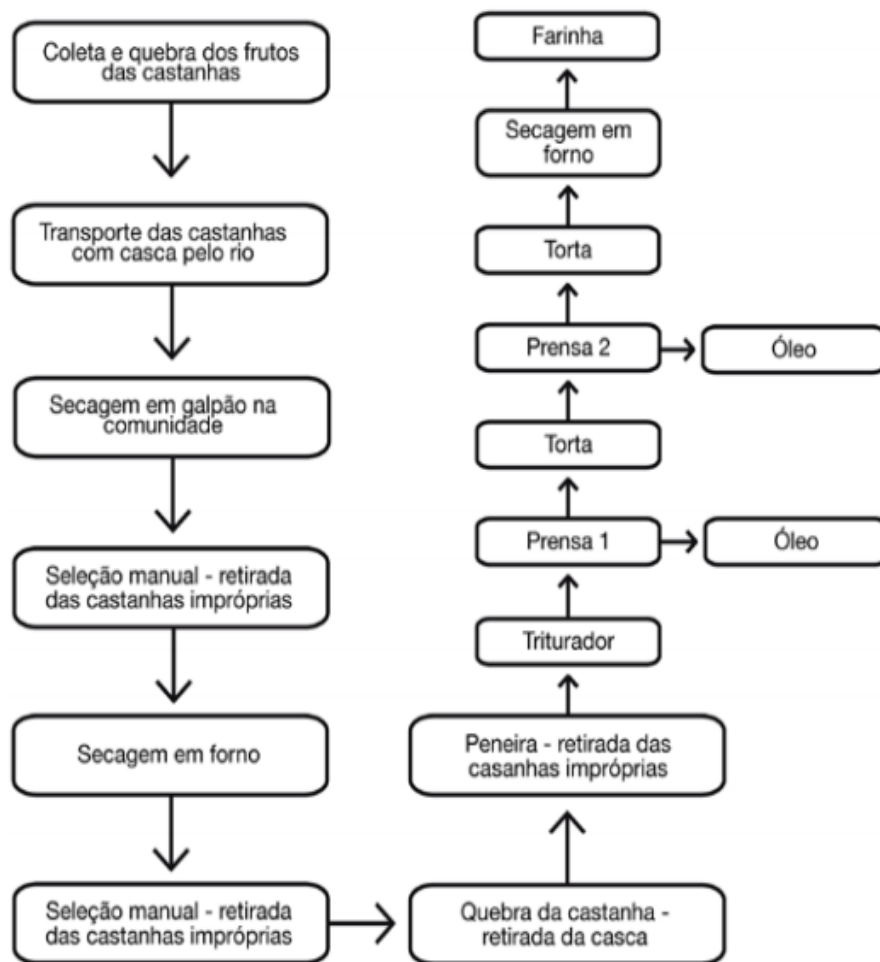 Coleta e quebra dos frutos
das castanhas
Transporte das castanhas
com casca pelo rio
Secagem em galpão na
comunidade
Seleção manual - retirada
das castanhas impróprias
Secagem em forno
Seleção manual - retirada
das castanhas impróprias
Quebra da castanha -
retirada da casca
Peneira - retirada das
casanhas impróprias
Triturador
Prensa 1
Óleo
Torta
Prensa 2
Óleo
Torta
Secagem em
forno
Farinha